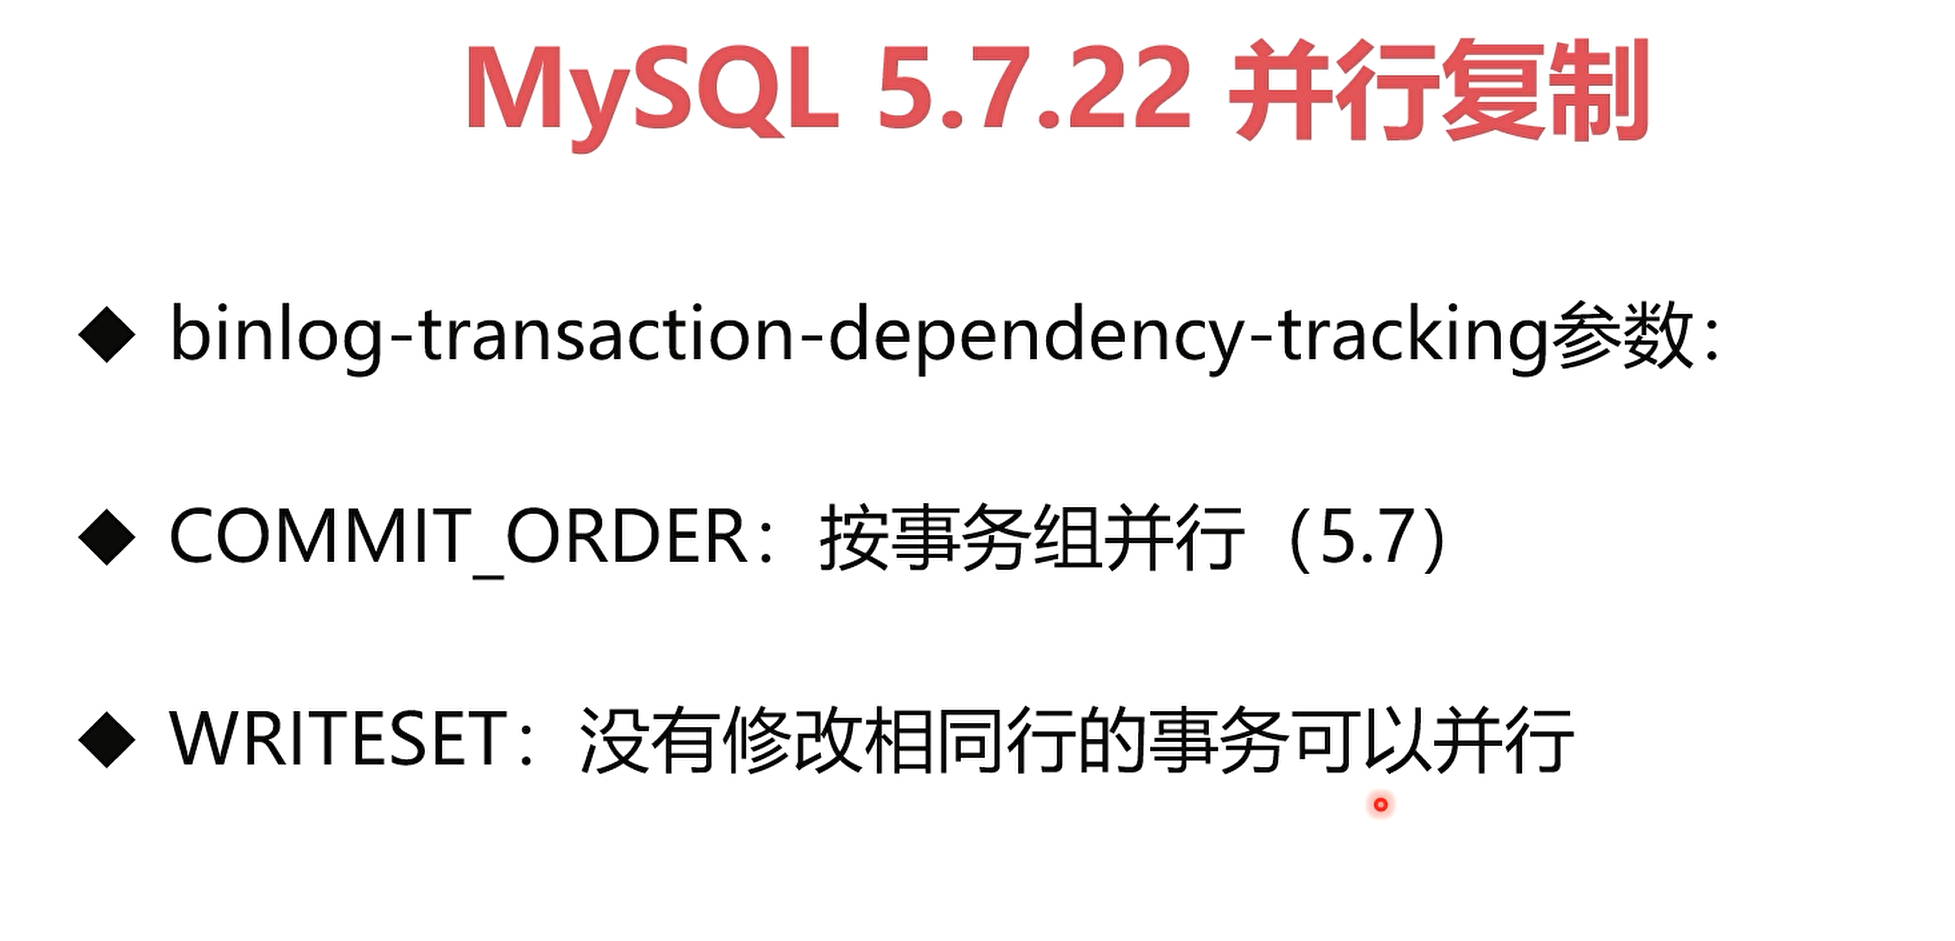 MySQL 5.7.22 并行复制
binlog-transaction-dependency-tracking参数：
COMMIT_ORDER：按事务组并行（5.7）
WRITESET：没有修改相同行的事务可以并行